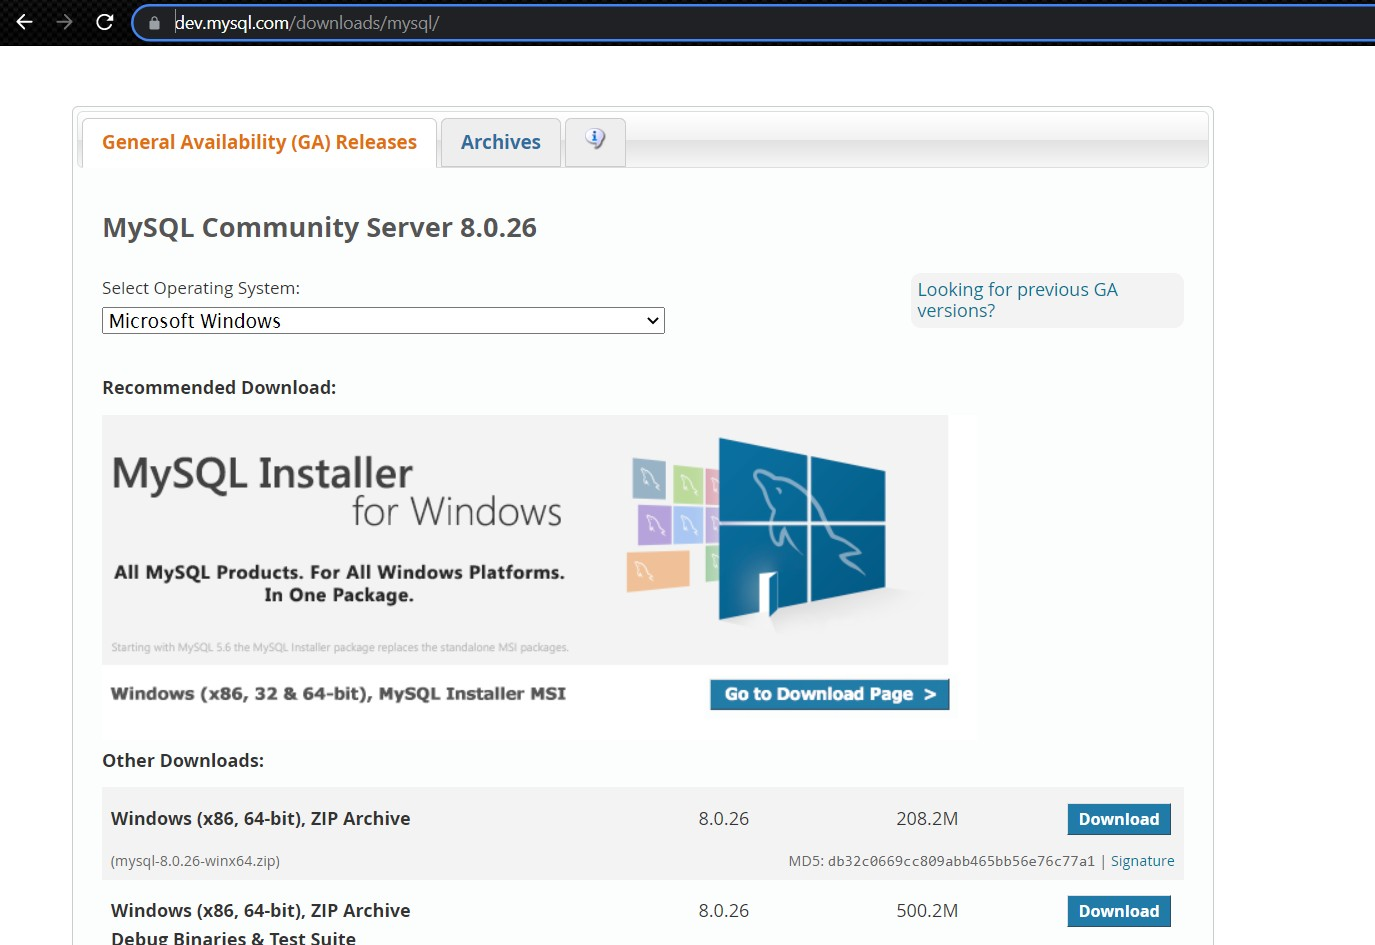 dev.mysql.com/downloads/mysql/
General Availability (GA) Releases
Archives
MySQL Community Server 8.0.26
Select Operating System:
Microsoft Windows
Looking for previous GA
versions?
Recommended Download:
MySQL Installer
for Windows
All MySQL Products. For All Windows Platforms.
In One Package.
Starting with MySQL 5.6 the MySQL Installer package replaces the standalone MSI packages.
Windows (x86, 32 & 64-bit), MySQL Installer MSI
Go to Download Page >
Other Downloads:
Windows (x86, 64-bit), ZIP Archive 8.0.26 208.2M Download
(mysql-8.0.26-winx64.zip) MD5: db32c0669cc809abb465bb56e76c77a1 | Signature
Windows (x86, 64-bit), ZIP Archive 8.0.26 500.2M Download
Debug Binaries & Test Suite